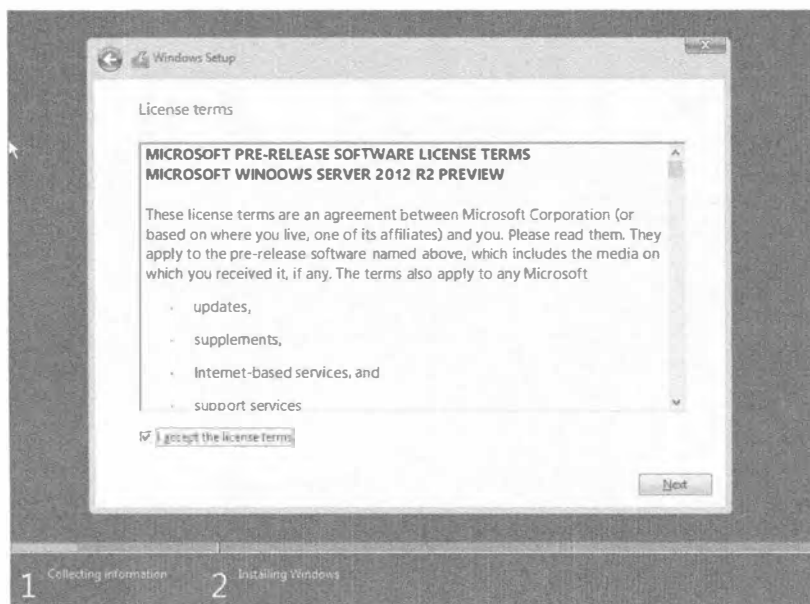 Windows Setup
License terms
MICROSOFT PRE-RELEASE SOFTWARE LICENSE TERMS
MICROSOFT WINOOWS SERVER 2012 R2 PREVIEW
These license terms are an agreement between Microsoft Corporation (or
based on where you live, one of its affiliates) and you. Please read them. They
apply to the pre-release software named above, which includes the media on
which you received it, if any. The terms also apply to any Microsoft
· updates,
· supplements,
· Internet-based services, and
· support services
I accept the license terms.
Next
1 Collecting information 2 Installing Windows